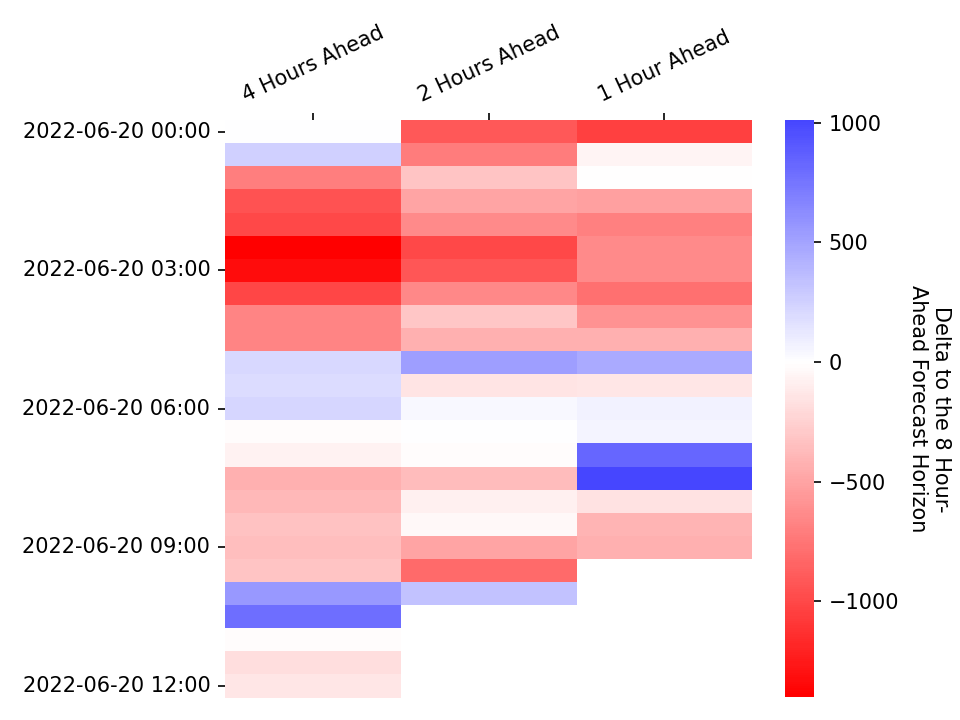 4 Hours Ahead
2 Hours Ahead
1 Hour Ahead
2022-06-20 00:00
2022-06-20 03:00
2022-06-20 06:00
2022-06-20 09:00
2022-06-20 12:00
1000
500
0
−500
−1000
Delta to the 8 Hour-
Ahead Forecast Horizon